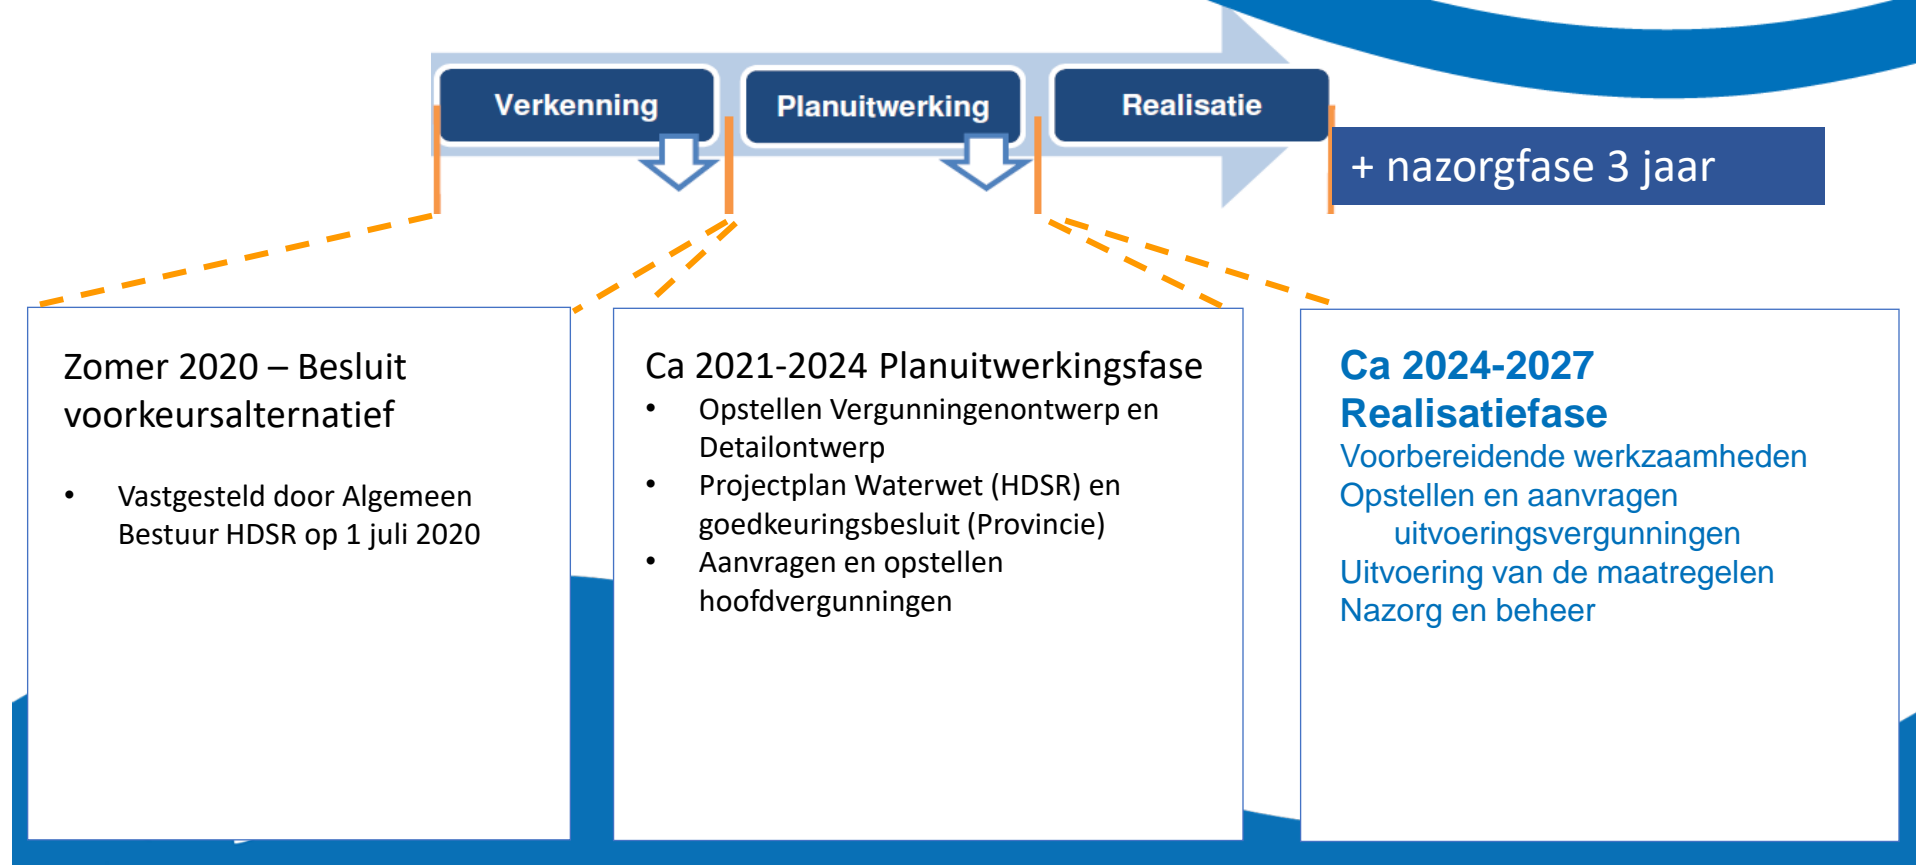 Verkenning
Planuitwerking
Realisatie
+ nazorgfase 3 jaar
Zomer 2020 – Besluit
voorkeursalternatief
• Vastgesteld door Algemeen
Bestuur HDSR op 1 juli 2020
Ca 2021-2024 Planuitwerkingsfase
• Opstellen Vergunningenontwerp en
Detailontwerp
• Projectplan Waterwet (HDSR) en
goedkeuringsbesluit (Provincie)
• Aanvragen en opstellen
hoofdvergunningen
Ca 2024-2027
Realisatiefase
Voorbereidende werkzaamheden
Opstellen en aanvragen
uitvoeringsvergunningen
Uitvoering van de maatregelen
Nazorg en beheer